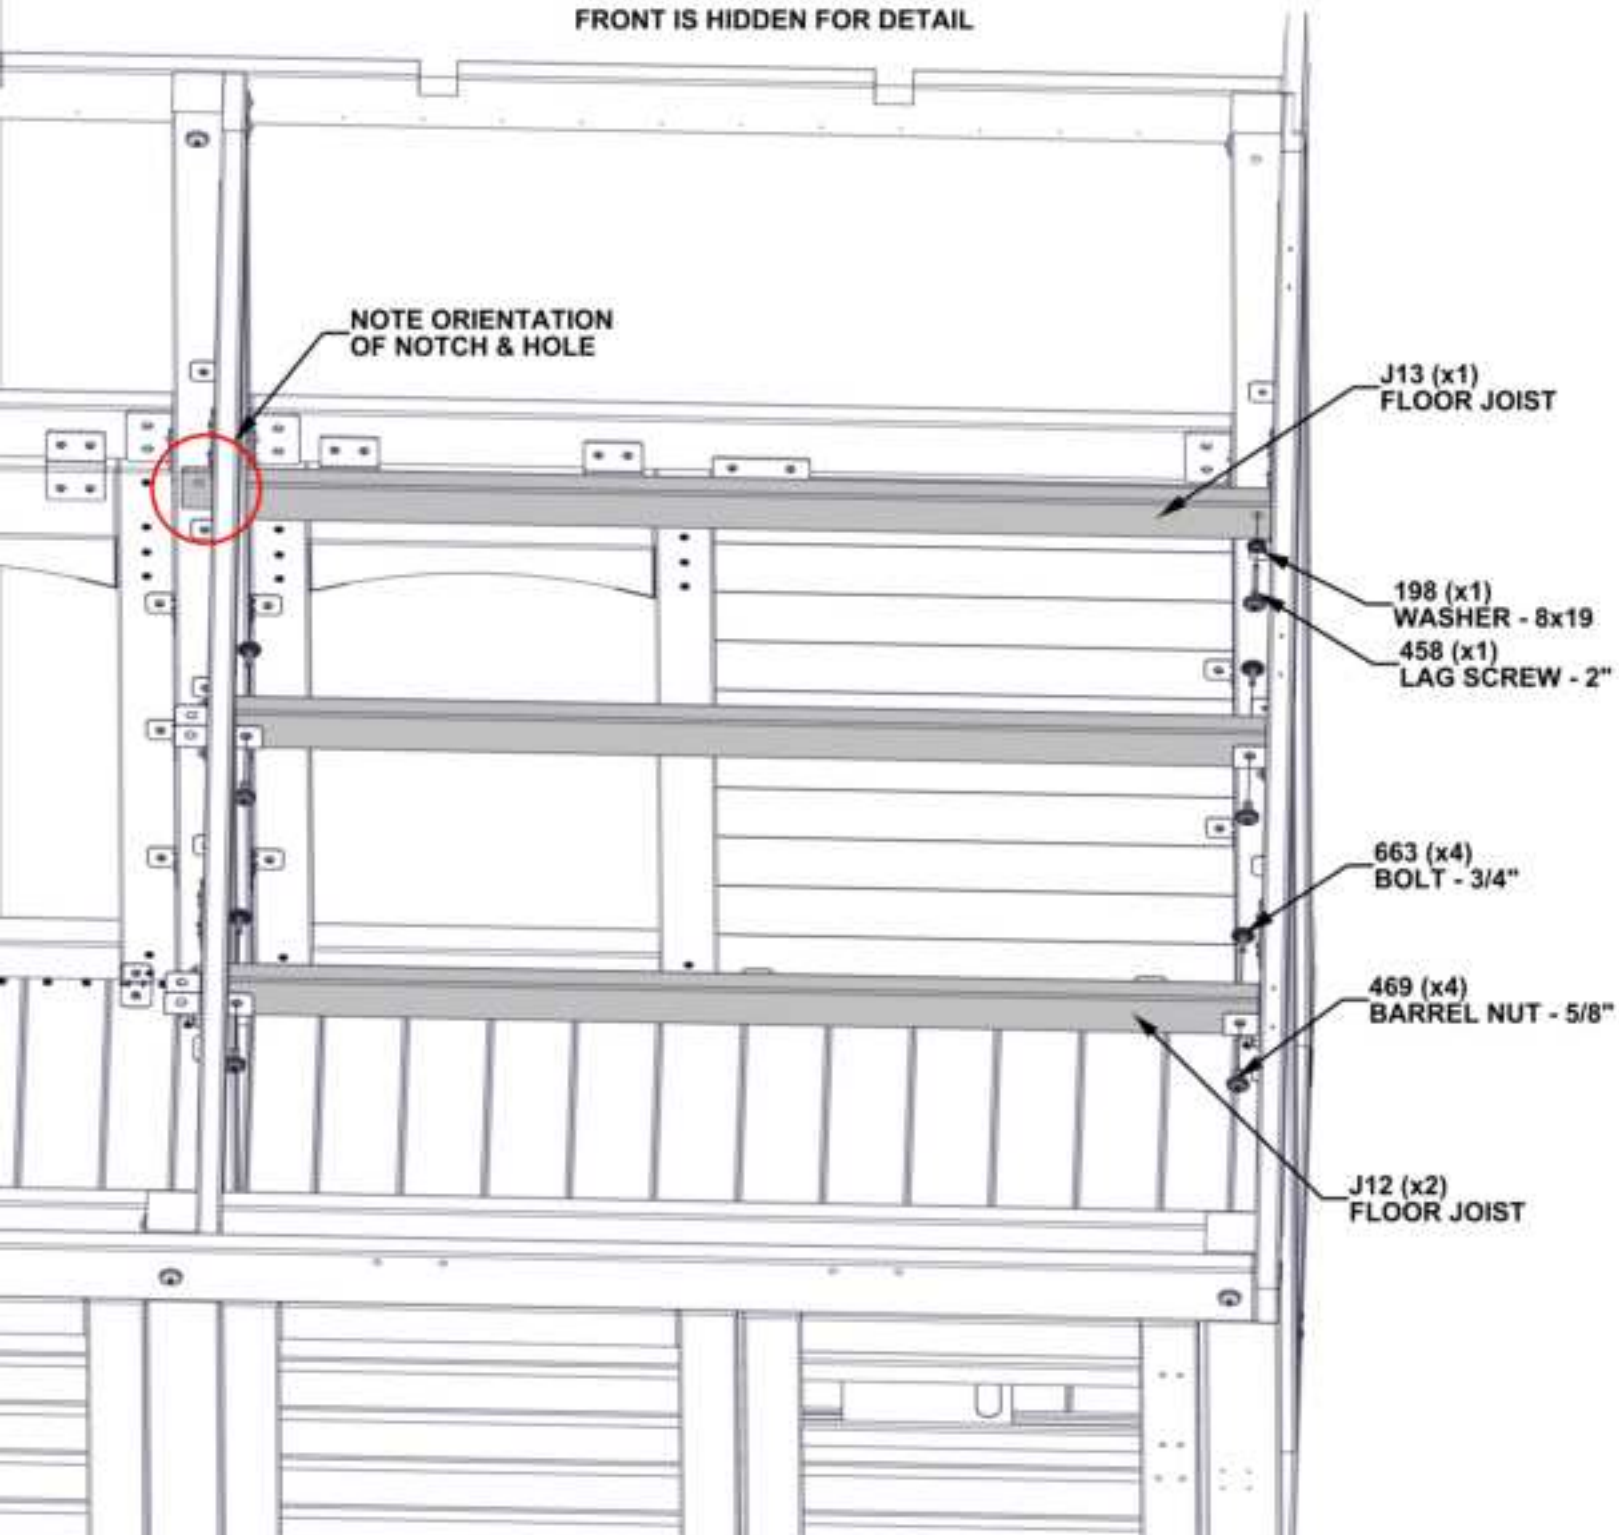 FRONT IS HIDDEN FOR DETAIL
NOTE ORIENTATION
OF NOTCH & HOLE
J13 (x1)
FLOOR JOIST
198 (x1)
WASHER - 8x19
458 (x1)
LAG SCREW - 2"
663 (x4)
BOLT - 3/4"
469 (x4)
BARREL NUT - 5/8"
J12 (x2)
FLOOR JOIST